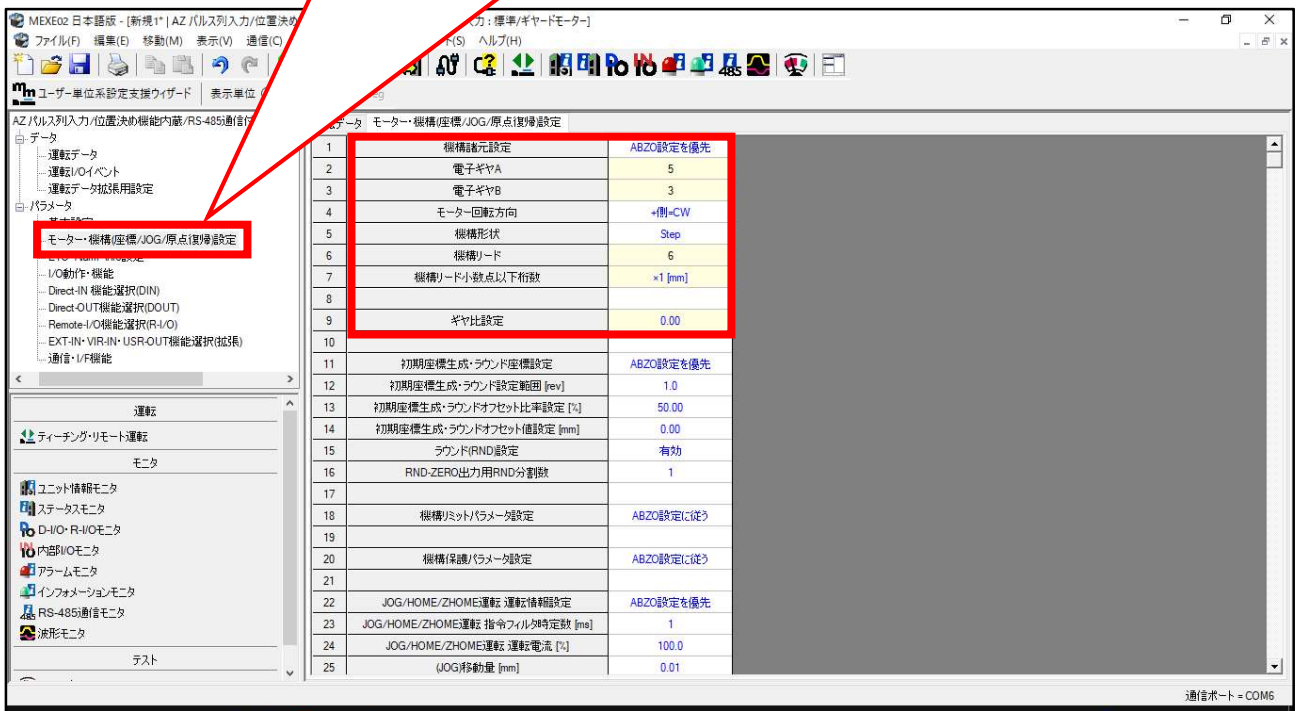 MEXE02 日本語版 - [新規1* | AZ パルス列入力/位置決め
入力 : 標準/ギヤードモーター]
ファイル(F) 編集(E) 移動(M) 表示(V) 通信(C)
(S) ヘルプ(H)
ユーザー単位系設定支援ウィザード 表示単位
AZ パルス列入力/位置決め機能内蔵/RS-485通信
データ
運転データ
運転I/Oイベント
運転データ拡張用設定
パラメータ
基本設定
モーター・機構(座標/JOG/原点復帰)設定
I/O動作・機能
Direct-IN 機能選択(DIN)
Direct-OUT機能選択(DOUT)
Remote-I/O機能選択(R-I/O)
EXT-IN・VIR-IN・USR-OUT機能選択(拡張)
通信・I/F機能
運転
ティーチング・リモート運転
モニタ
ユニット情報モニタ
ステータスモニタ
D-I/O・R-I/Oモニタ
内部I/Oモニタ
アラームモニタ
インフォメーションモニタ
RS-485通信モニタ
波形モニタ
テスト
データ モーター・機構(座標/JOG/原点復帰)設定
1 機構諸元設定 ABZO設定を優先
2 電子ギヤA 5
3 電子ギヤB 3
4 モーター回転方向 +側=CW
5 機構形状 Step
6 機構リード 6
7 機構リード小数点以下桁数 ×1 [mm]
8
9 ギヤ比設定 0.00
10
11 初期座標生成・ラウンド座標設定 ABZO設定を優先
12 初期座標生成・ラウンド設定範囲 [rev] 1.0
13 初期座標生成・ラウンドオフセット比率設定 [%] 50.00
14 初期座標生成・ラウンドオフセット値設定 [mm] 0.00
15 ラウンド(RND)設定 有効
16 RND-ZERO出力用RND分割数 1
17
18 機構リミットパラメータ設定 ABZO設定に従う
19
20 機構保護パラメータ設定 ABZO設定に従う
21
22 JOG/HOME/ZHOME運転 運転情報設定 ABZO設定を優先
23 JOG/HOME/ZHOME運転 指令フィルタ時定数 [ms] 1
24 JOG/HOME/ZHOME運転 運転電流 [%] 100.0
25 (JOG)移動量 [mm] 0.01
通信ポート = COM6